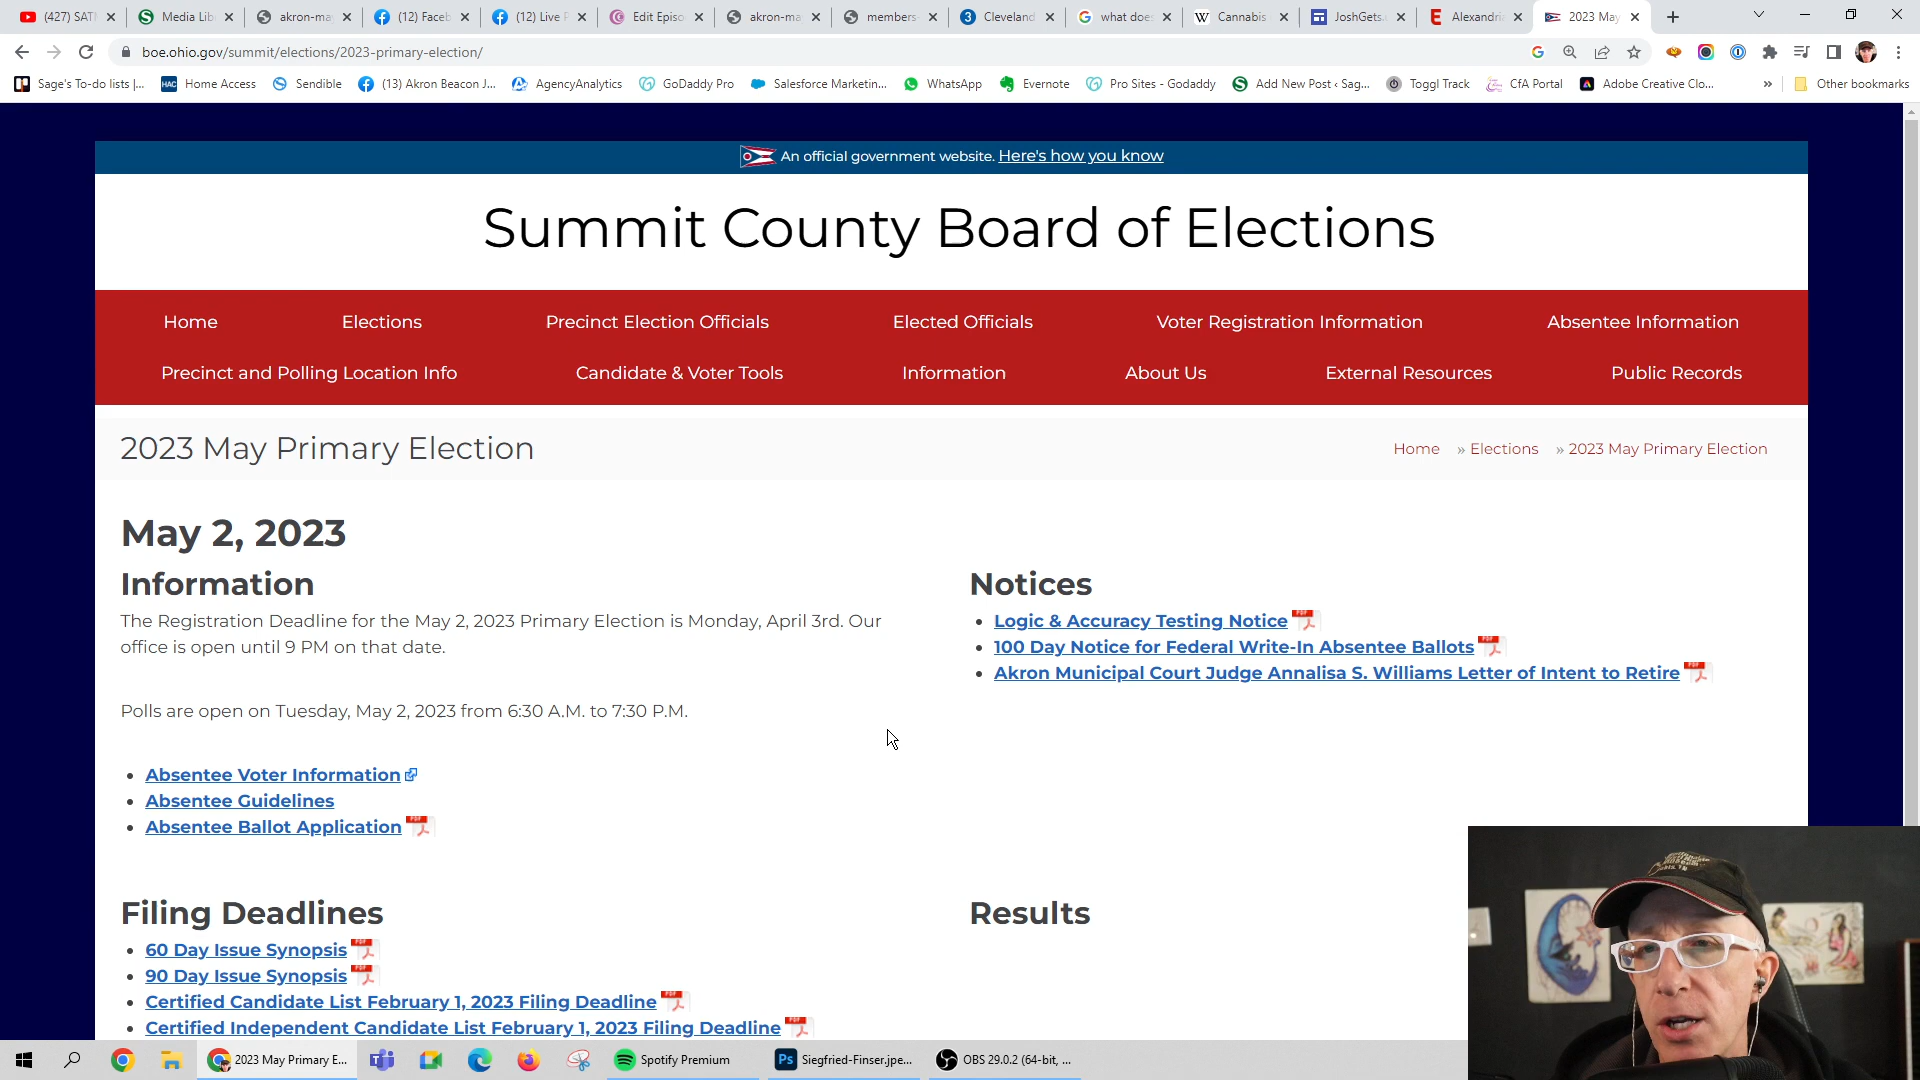 (427) SATI
Media Lib
akron-ma
(12) Faceb
(12) Live P
Edit Episo
akron-ma
members
Cleveland
what does
Cannabis
JoshGets.
Alexandri
2023 May
boe.ohio.gov/summit/elections/2023-primary-election/
Sage's To-do lists |...
Home Access
Sendible
(13) Akron Beacon J...
AgencyAnalytics
GoDaddy Pro
Salesforce Marketin...
WhatsApp
Evernote
Pro Sites - Godaddy
Add New Post ‹ Sag...
Toggl Track
CfA Portal
Adobe Creative Clo...
»
Other bookmarks
An official government website. Here's how you know
Summit County Board of Elections
Home Elections Precinct Election Officials Elected Officials Voter Registration Information Absentee Information
Precinct and Polling Location Info Candidate & Voter Tools Information About Us External Resources Public Records
2023 May Primary Election
Home » Elections » 2023 May Primary Election
May 2, 2023
Information
The Registration Deadline for the May 2, 2023 Primary Election is Monday, April 3rd. Our
office is open until 9 PM on that date.
Polls are open on Tuesday, May 2, 2023 from 6:30 A.M. to 7:30 P.M.
• Absentee Voter Information
• Absentee Guidelines
• Absentee Ballot Application
Notices
• Logic & Accuracy Testing Notice
• 100 Day Notice for Federal Write-In Absentee Ballots
• Akron Municipal Court Judge Annalisa S. Williams Letter of Intent to Retire
Filing Deadlines
• 60 Day Issue Synopsis
• 90 Day Issue Synopsis
• Certified Candidate List February 1, 2023 Filing Deadline
• Certified Independent Candidate List February 1, 2023 Filing Deadline
Results
2023 May Primary E...
Spotify Premium
Siegfried-Finser.jpe...
OBS 29.0.2 (64-bit, ...